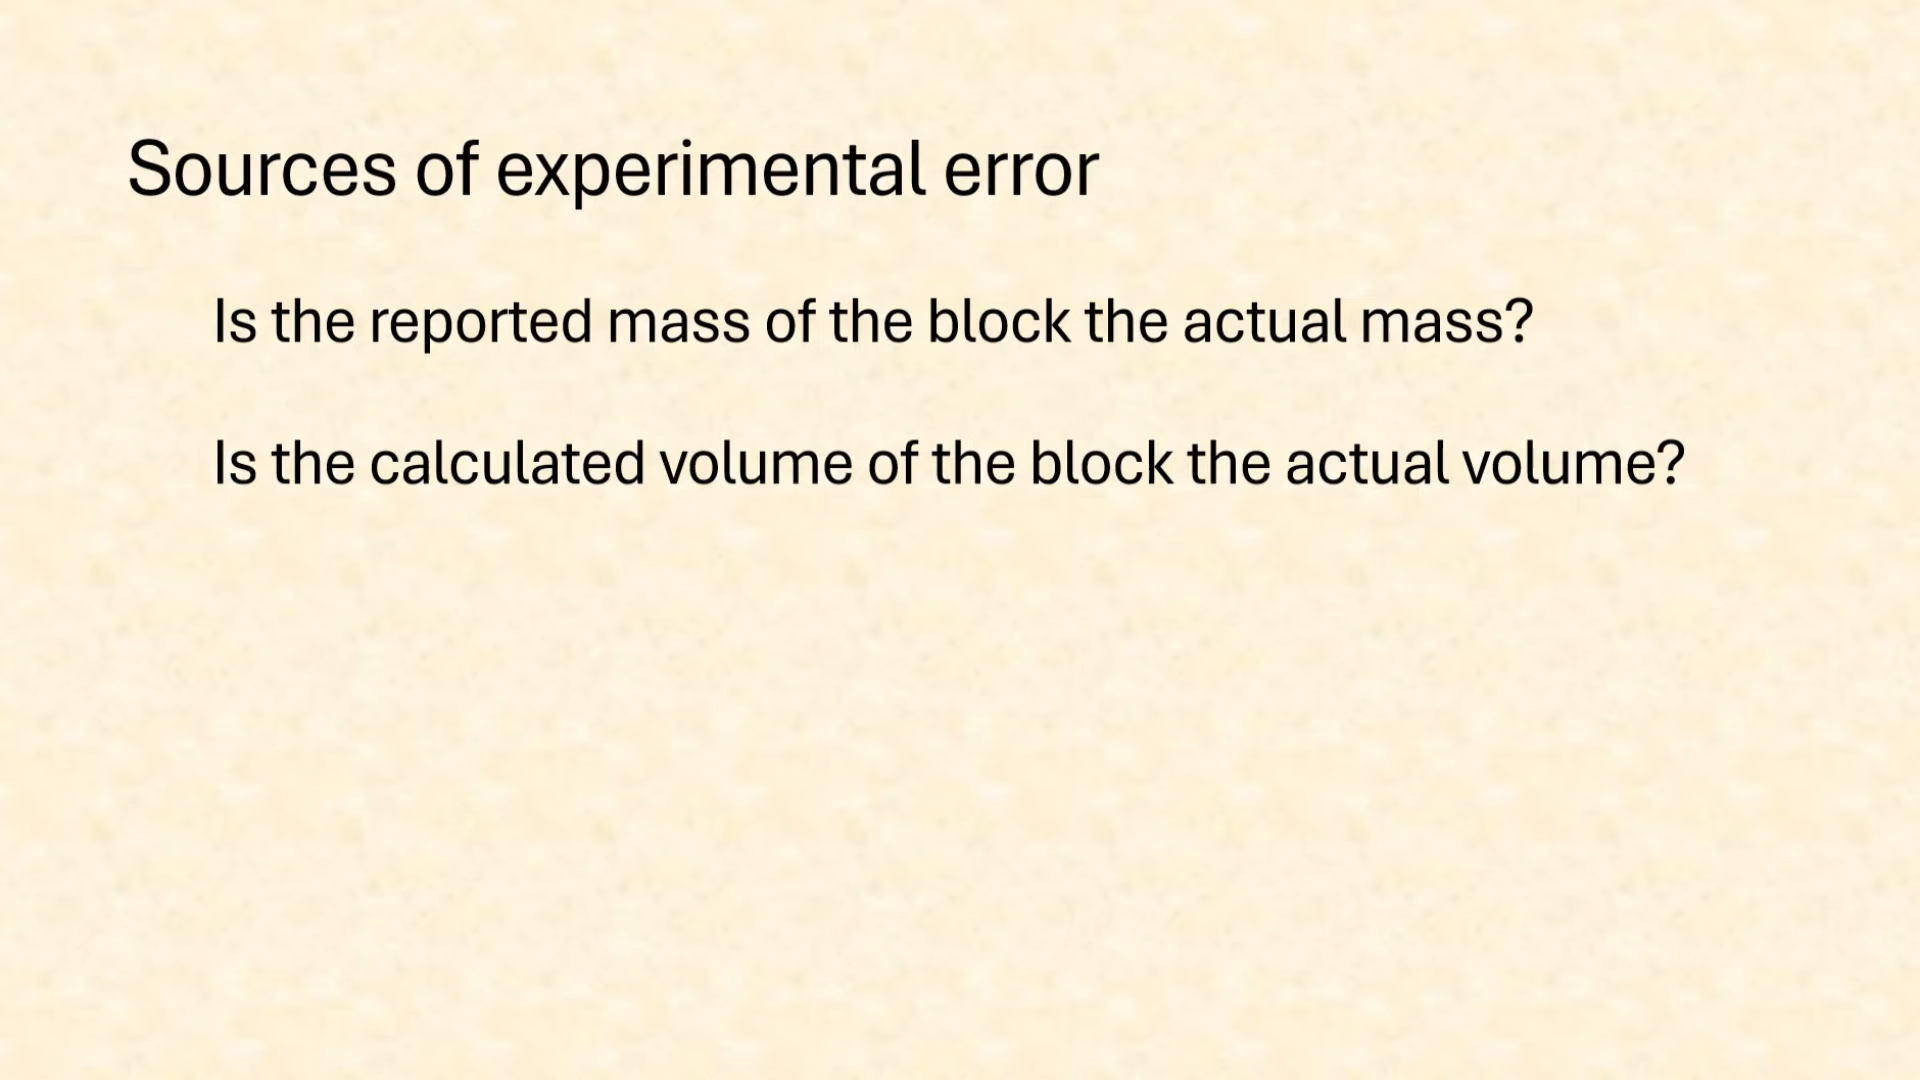 Sources of experimental error
Is the reported mass of the block the actual mass?
Is the calculated volume of the block the actual volume?